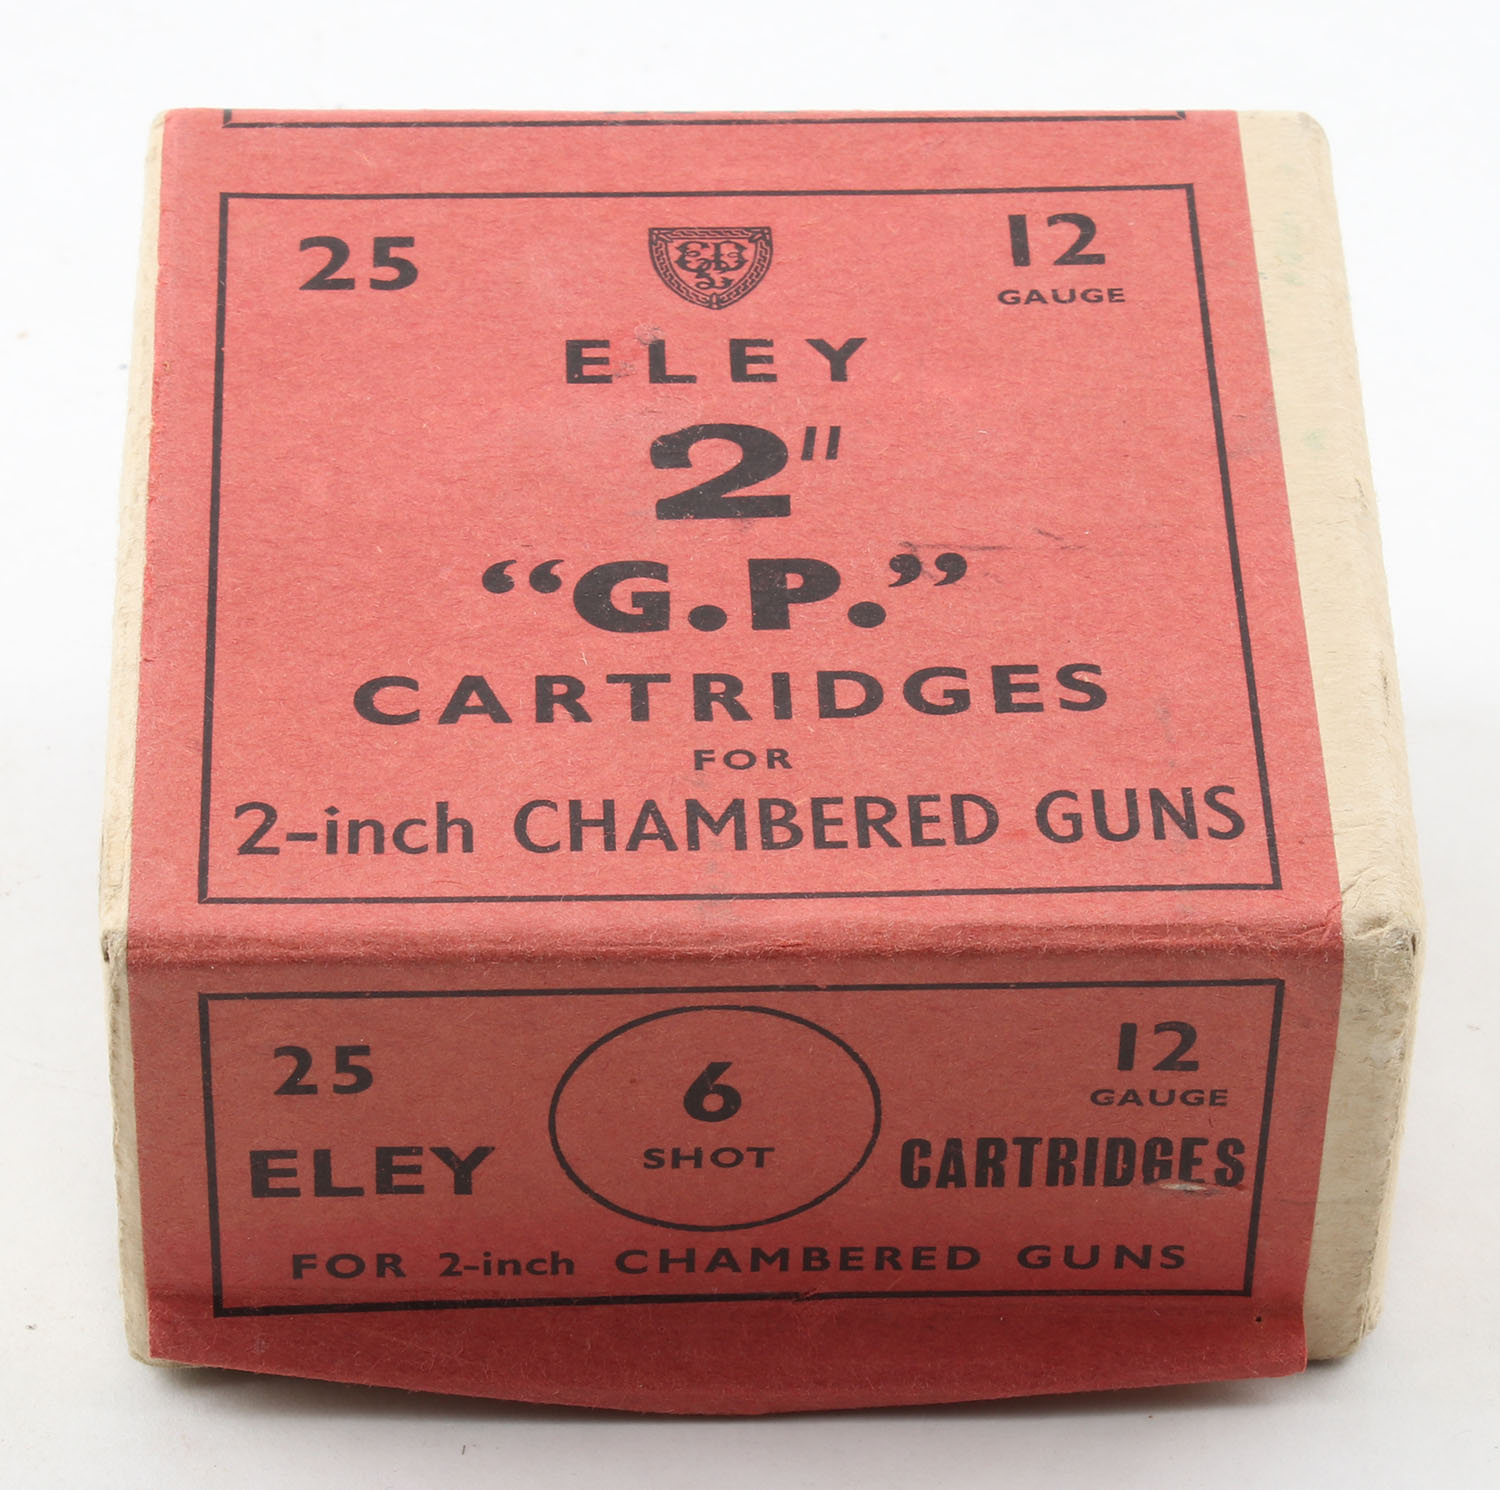 25
12
GAUGE
ELEY
2"
“G.P.”
CARTRIDGES
FOR
2-inch CHAMBERED GUNS
25
6
SHOT
12
GAUGE
ELEY
CARTRIDGES
FOR 2-inch CHAMBERED GUNS